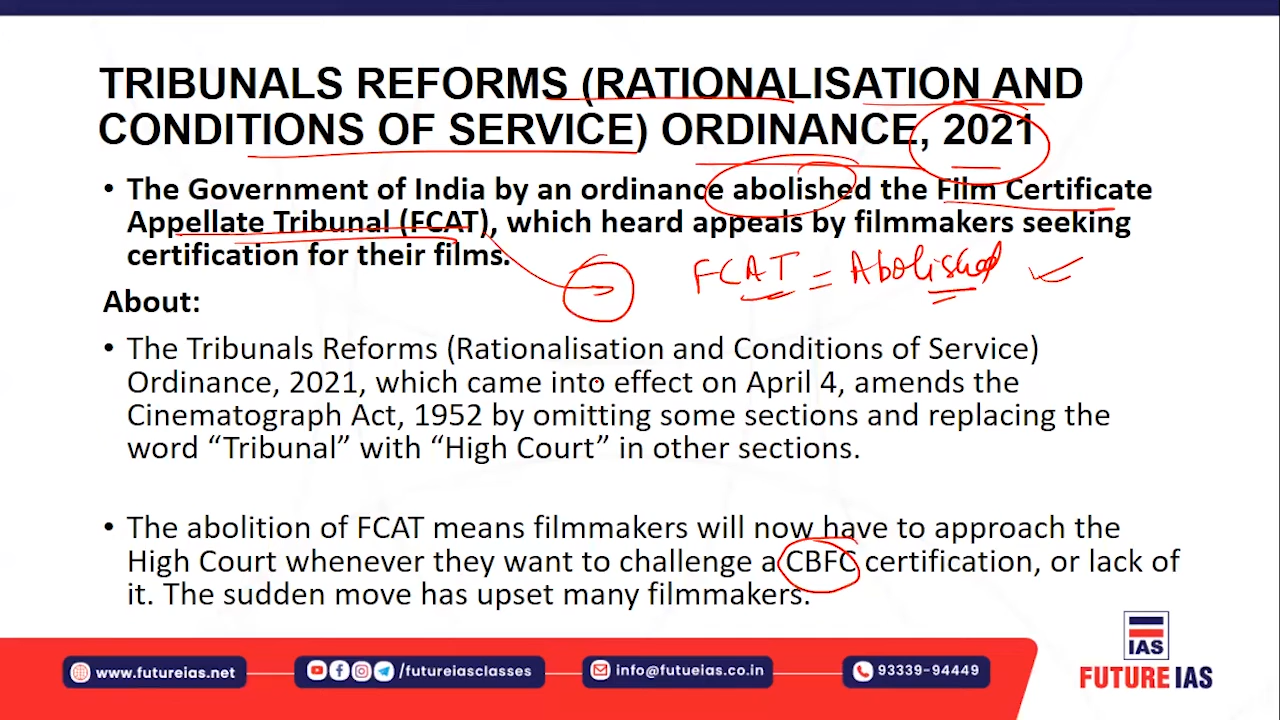 TRIBUNALS REFORMS (RATIONALISATION AND
CONDITIONS OF SERVICE) ORDINANCE, 2021
• The Government of India by an ordinance abolished the Film Certificate
Appellate Tribunal (FCAT), which heard appeals by filmmakers seeking
certification for their films.
FCAT = Abolished
About:
• The Tribunals Reforms (Rationalisation and Conditions of Service)
Ordinance, 2021, which came into effect on April 4, amends the
Cinematograph Act, 1952 by omitting some sections and replacing the
word “Tribunal” with “High Court” in other sections.
• The abolition of FCAT means filmmakers will now have to approach the
High Court whenever they want to challenge a CBFC certification, or lack of
it. The sudden move has upset many filmmakers.
www.futureias.net
/futureiasclasses
info@futueias.co.in
93339-94449
IAS
FUTURE IAS